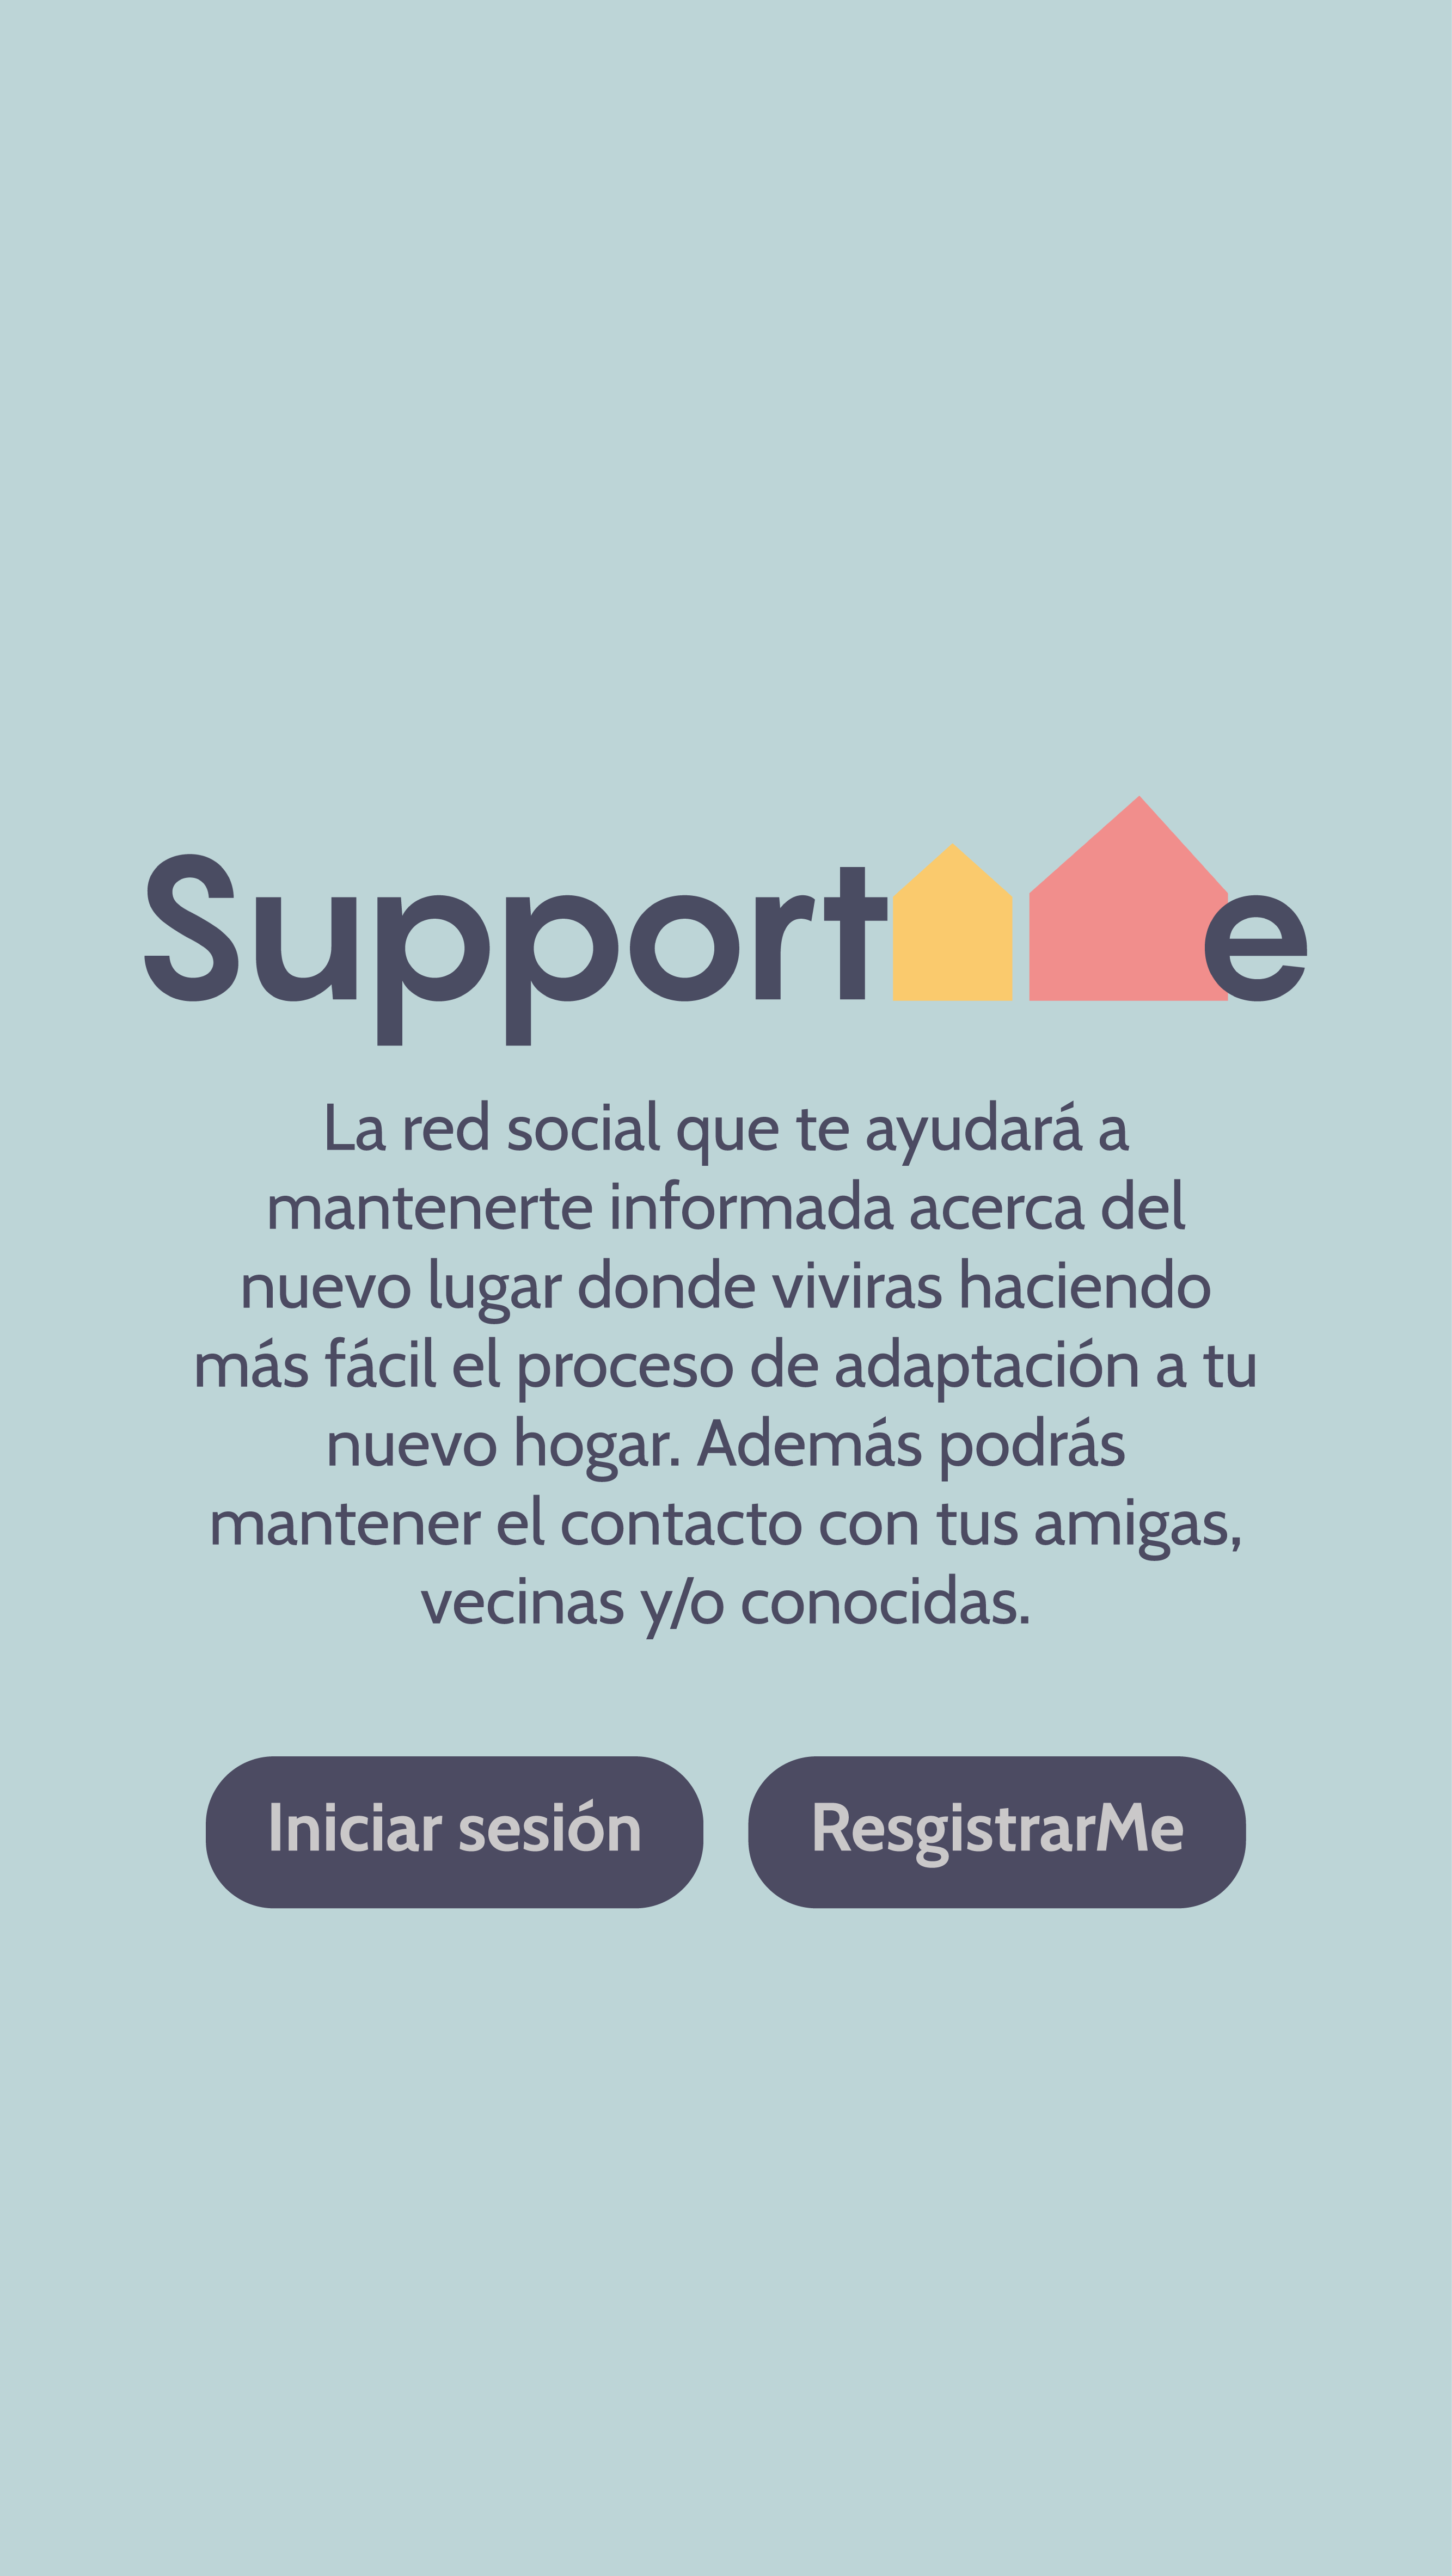 Support e
La red social que te ayudará a
mantenerte informada acerca del
nuevo lugar donde viviras haciendo
más fácil el proceso de adaptación a tu
nuevo hogar. Además podrás
mantener el contacto con tus amigas,
vecinas y/o conocidas.
Iniciar sesión
ResgistrarMe